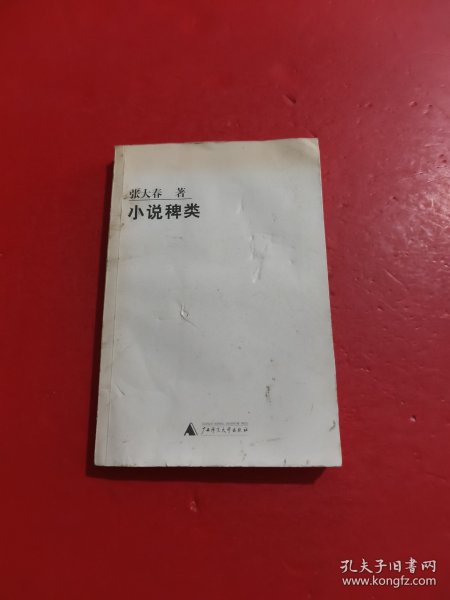 张大春 著
小说稗类
广西师范大学出版社
孔夫子旧书网
www.kongfz.com